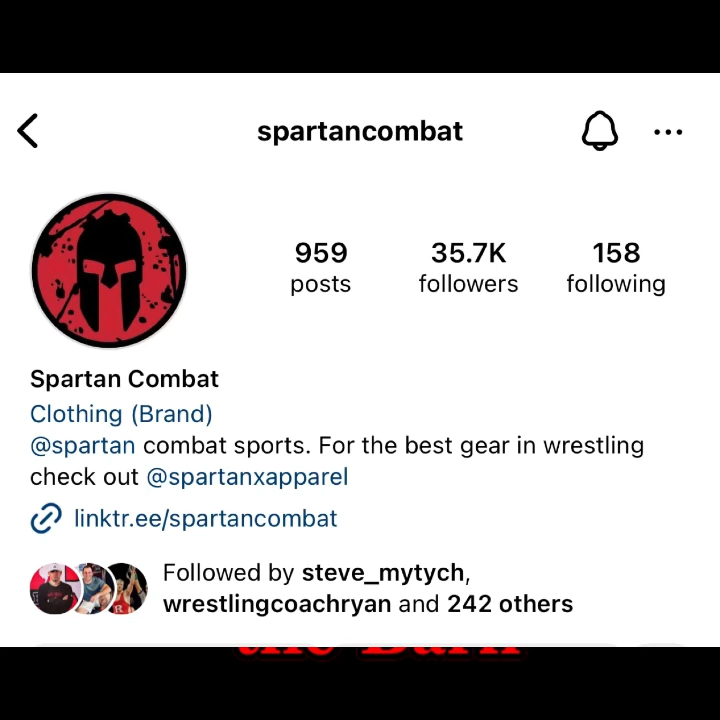 spartancombat
959 35.7K 158
posts followers following
Spartan Combat
Clothing (Brand)
@spartan combat sports. For the best gear in wrestling
check out @spartanxapparel
linktr.ee/spartancombat
Followed by steve_mytych,
wrestlingcoachryan and 242 others